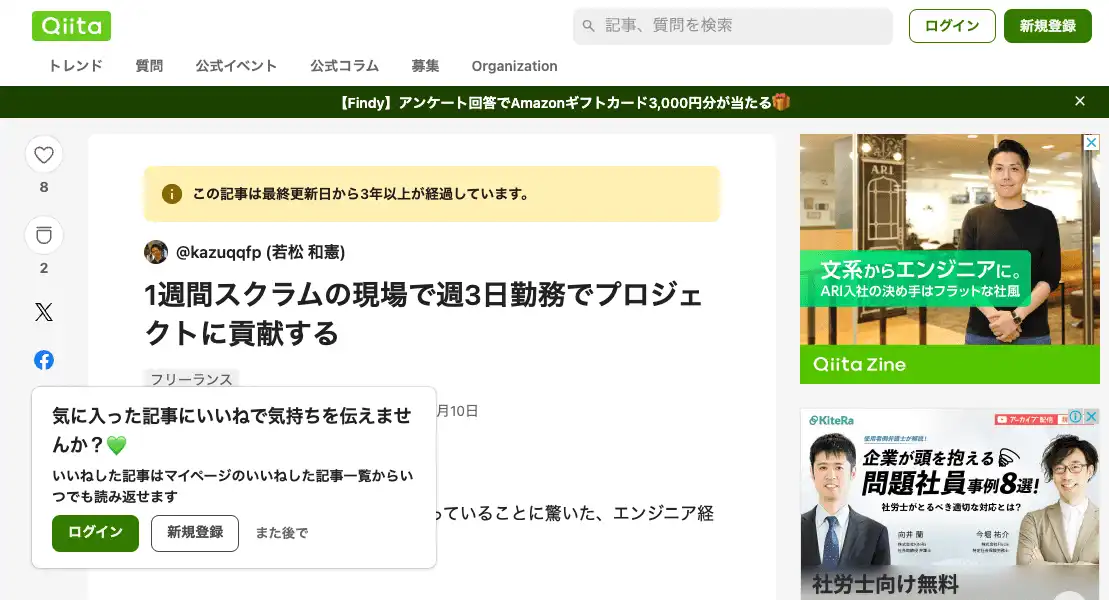 Qiita
記事、質問を検索
ログイン
新規登録
トレンド
質問
公式イベント
公式コラム
募集
Organization
【Findy】アンケート回答でAmazonギフトカード3,000円分が当たる🎁
8
2
この記事は最終更新日から3年以上が経過しています。
@kazuqqfp (若松 和憲)
1週間スクラムの現場で週3日勤務でプロジェ
クトに貢献する
フリーランス
月10日
っていることに驚いた、エンジニア経
気に入った記事にいいねで気持ちを伝えませ
んか？💚
いいねした記事はマイページのいいねした記事一覧からい
つでも読み返せます
ログイン
新規登録
また後で
ARI
文系からエンジニアに。
ARI入社の決め手はフラットな社風
Qiita Zine
KiteRa
アーカイブ配信
使用者側弁護士が解説!
企業が頭を抱える
問題社員事例8選!
社労士がとるべき適切な対応とは?
向井 蘭
今堀 祐介
社労士向け無料